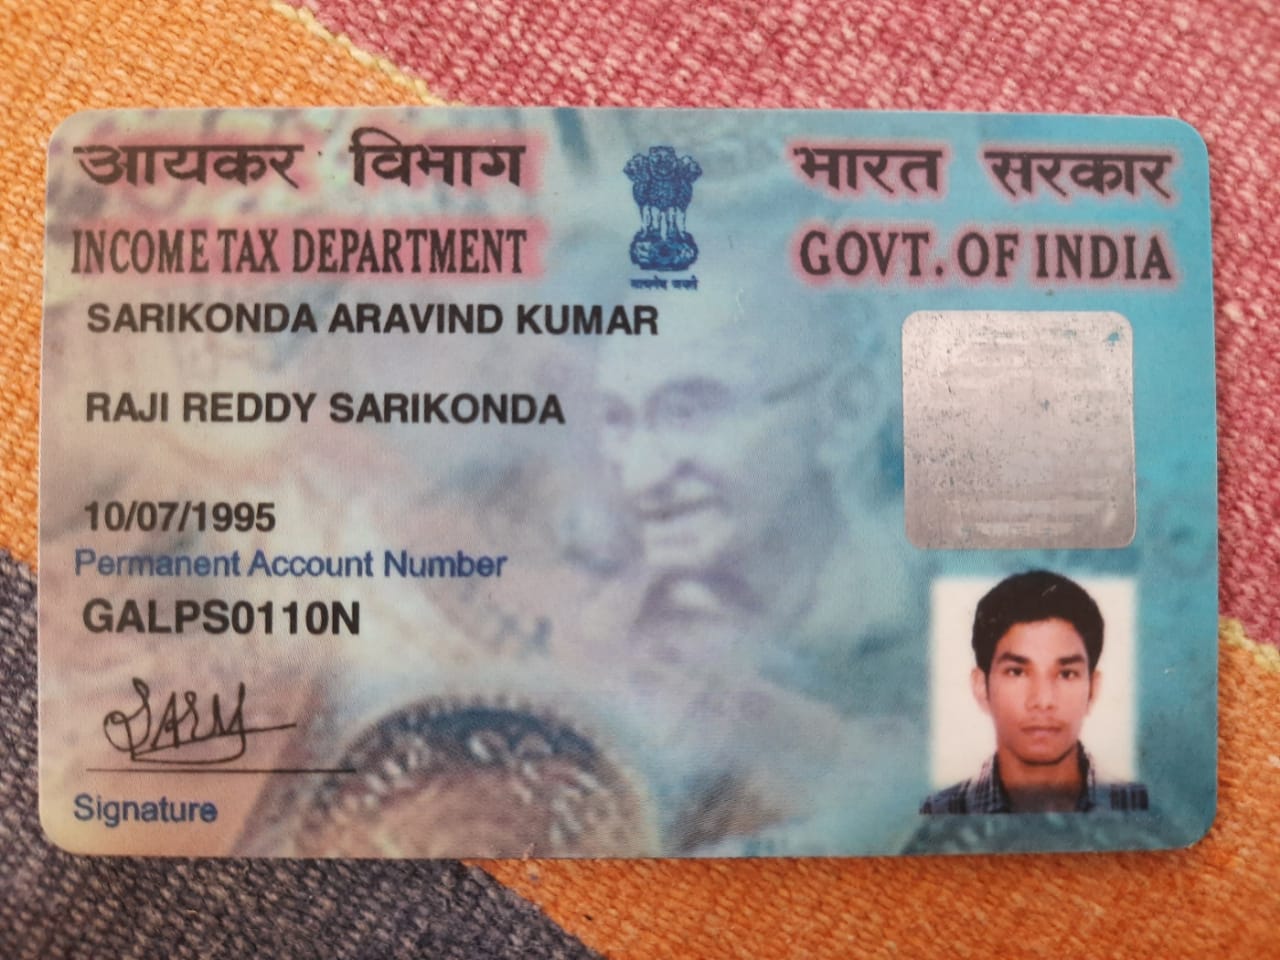 आयकर विभाग
भारत सरकार
INCOME TAX DEPARTMENT
GOVT. OF INDIA
सत्यमेव जयते
SARIKONDA ARAVIND KUMAR
RAJI REDDY SARIKONDA
10/07/1995
Permanent Account Number
GALPS0110N
Signature